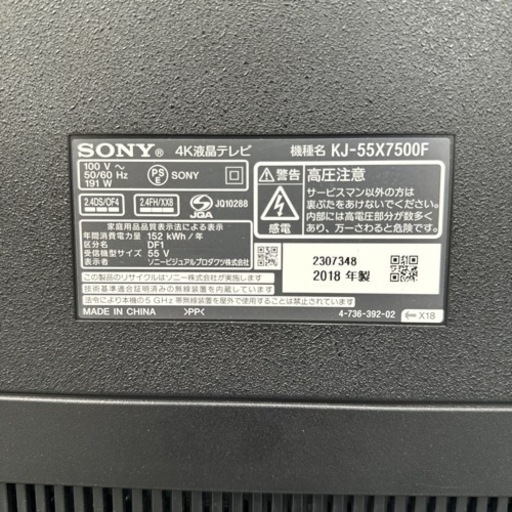 SONY® 4K液晶テレビ 機種名 KJ-55X7500F
100 V ～
50/60 Hz
191 W
PS
E
SONY
2.4DS/OF4
2.4FH/XX8
JQA
JQ10288
家庭用品品質表示法による表示
年間消費電力量 152 kWh/年
区分名 DF1
受信機型サイズ 55 V
表示者 ソニービジュアルプロダクツ株式会社
この製品のリサイクルはソニー株式会社が実施します
技術基準適合証明済みの無線装置を内蔵しています
法令により本機の5 GHz帯無線装置を屋外で使用することは禁止されています
MADE IN CHINA >PP<
警告 高圧注意
サービスマン以外の方は
裏ぶたをあけないでください。
内部には高電圧部分が数多く
あり、万一さわると危険です。
感電
2307348
2018 年製
4-736-392-02
X18